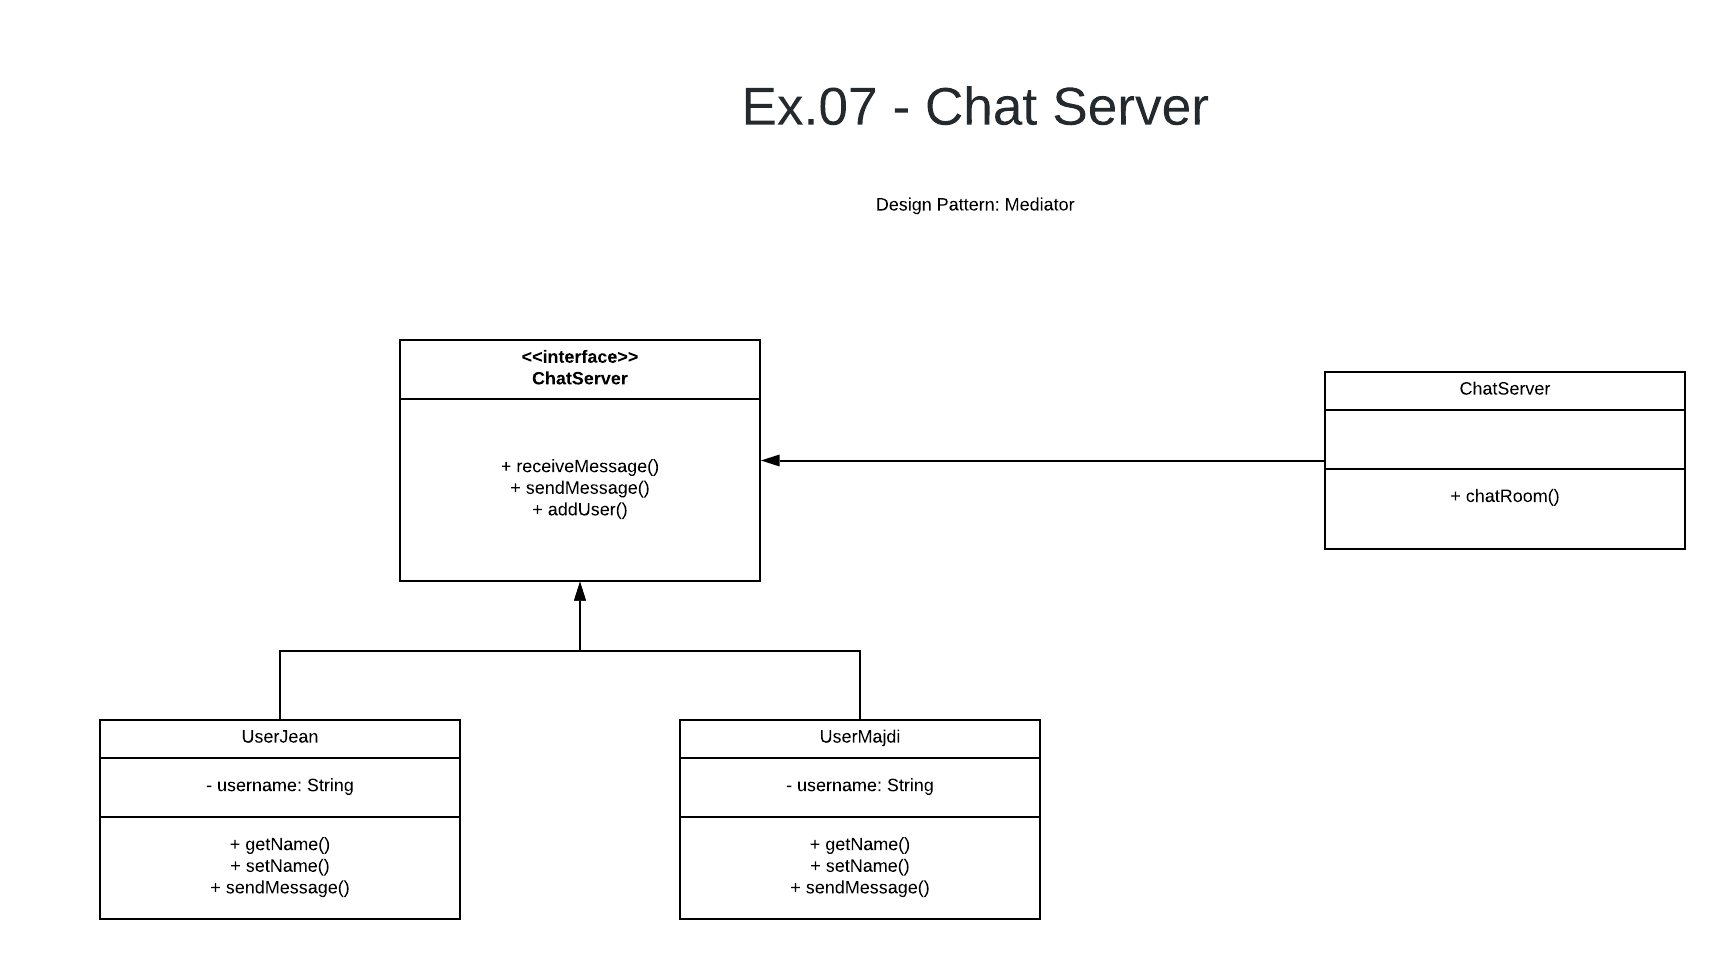 Ex.07 - Chat Server
Design Pattern: Mediator
<<interface>>
ChatServer
+ receiveMessage()
+ sendMessage()
+ addUser()
ChatServer
+ chatRoom()
UserJean
- username: String
+ getName()
+ setName()
+ sendMessage()
UserMajdi
- username: String
+ getName()
+ setName()
+ sendMessage()